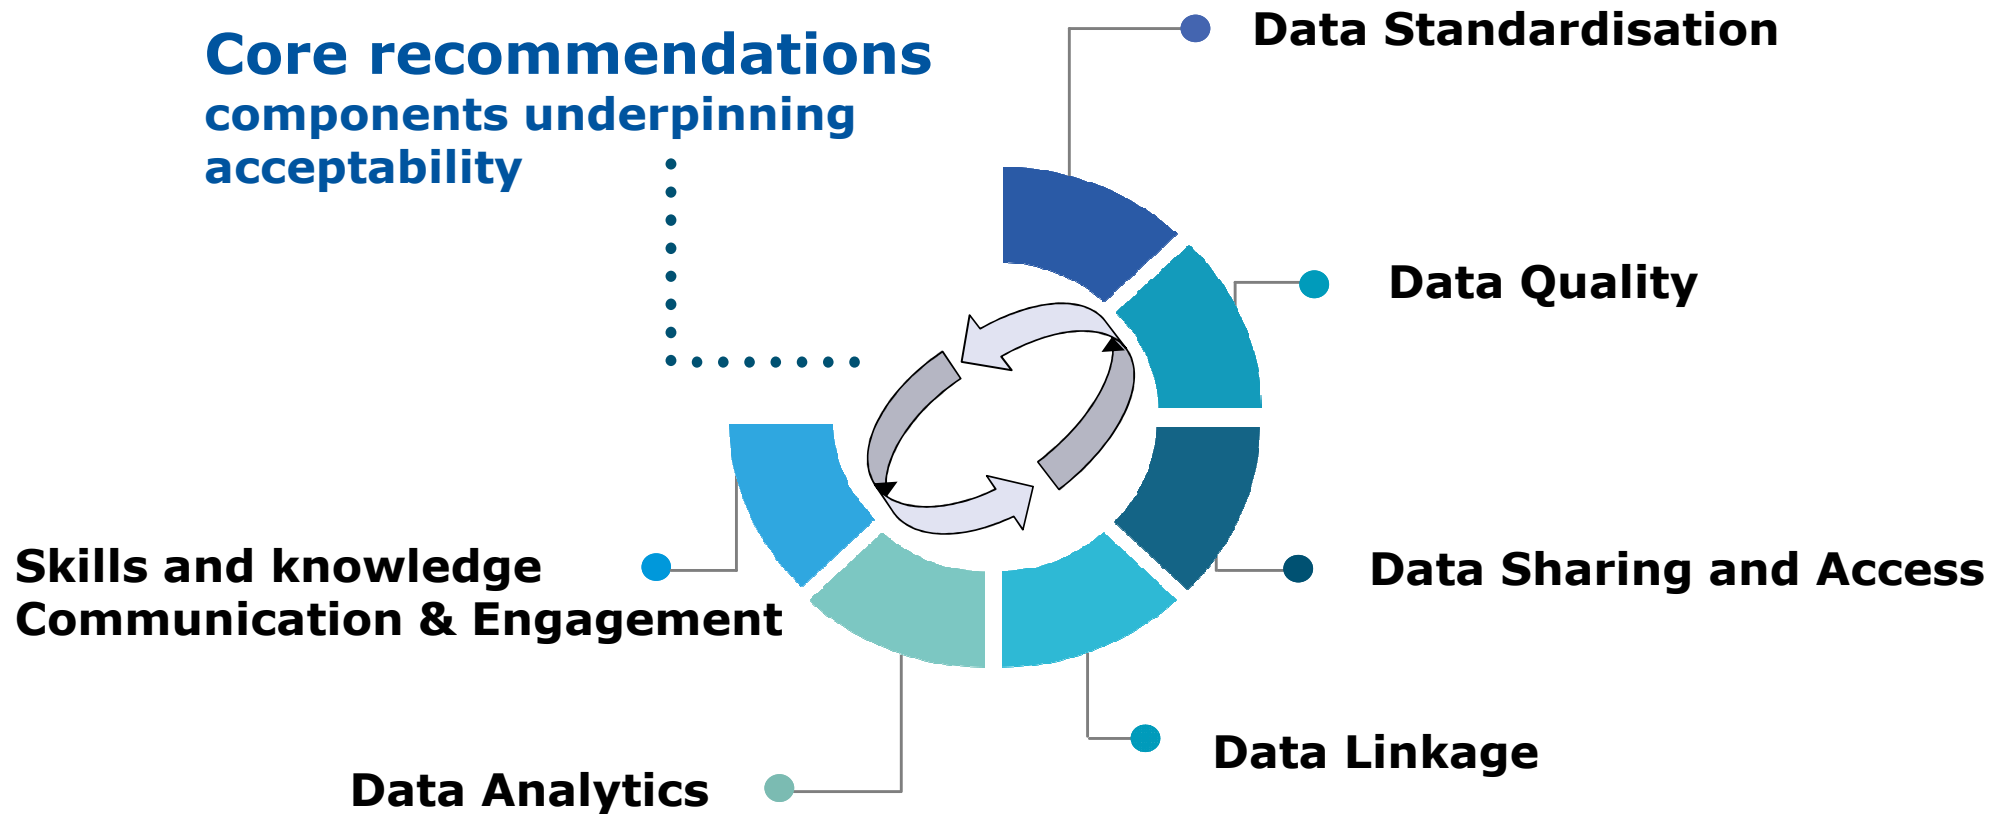 Core recommendations
components underpinning
acceptability
Data Standardisation
Data Quality
Data Sharing and Access
Data Linkage
Data Analytics
Skills and knowledge
Communication & Engagement